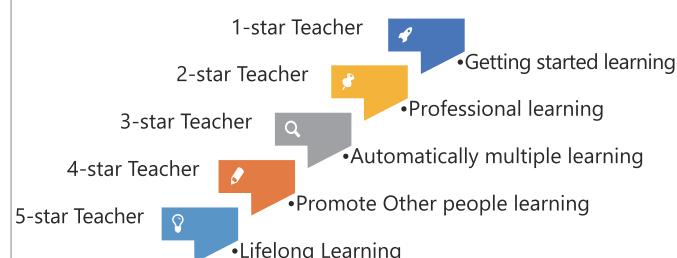 1-star Teacher
•Getting started learning
2-star Teacher
•Professional learning
3-star Teacher
•Automatically multiple learning
4-star Teacher
•Promote Other people learning
5-star Teacher
•Lifelong Learning